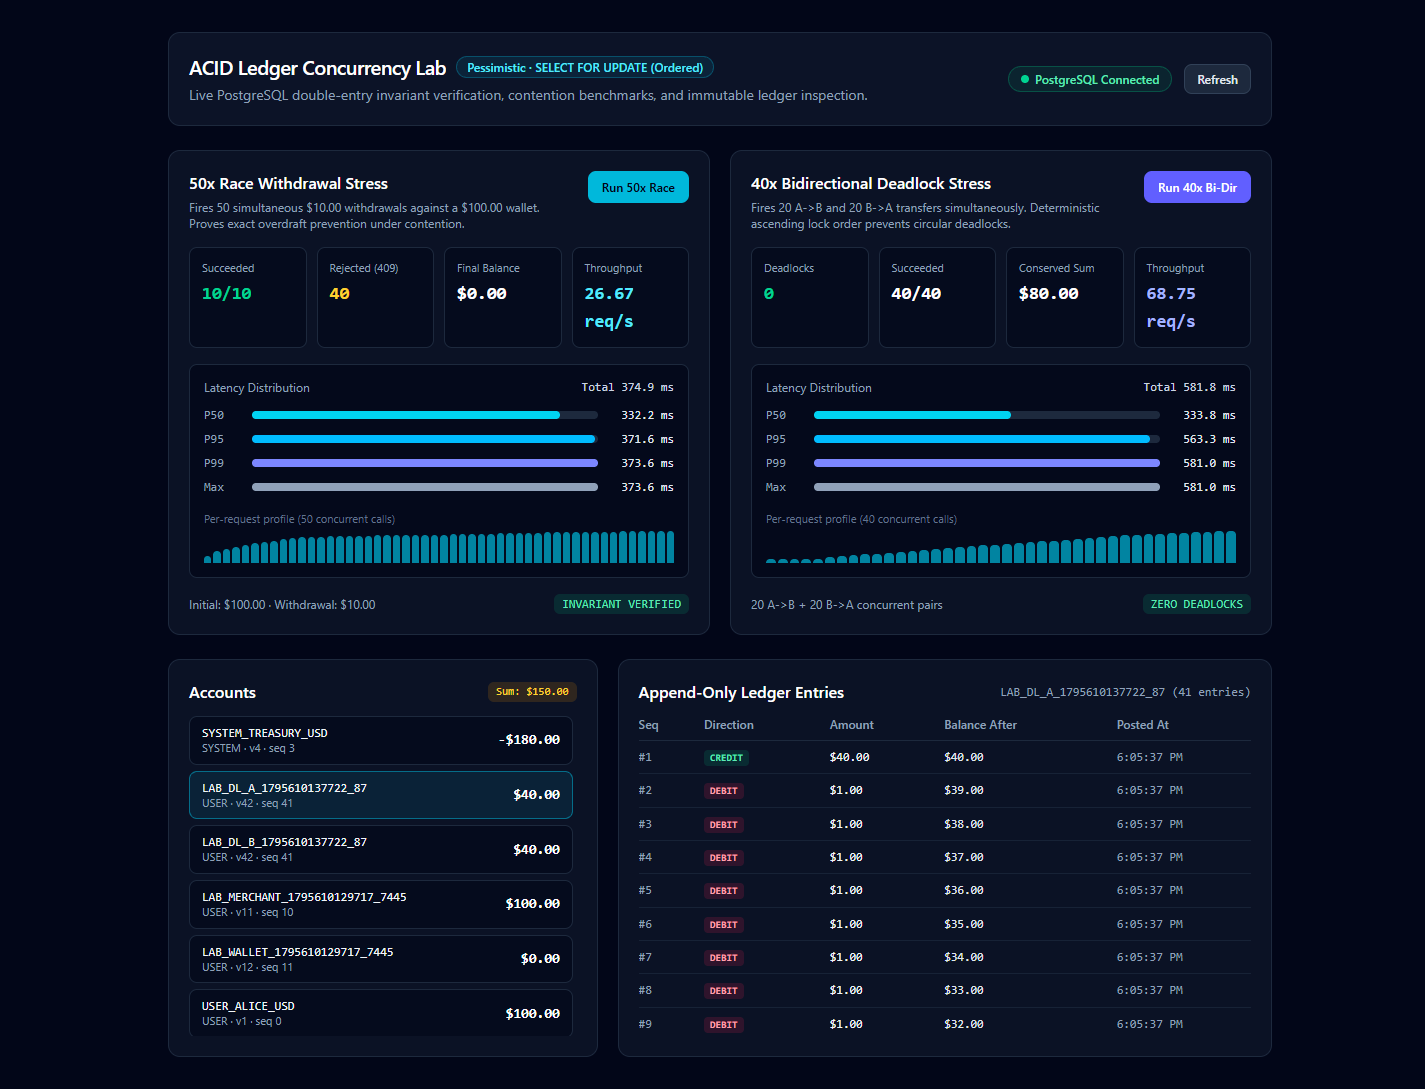 ACID Ledger Concurrency Lab
Pessimistic · SELECT FOR UPDATE (Ordered)
Live PostgreSQL double-entry invariant verification, contention benchmarks, and immutable ledger inspection.
PostgreSQL Connected
Refresh
50x Race Withdrawal Stress
Run 50x Race
Fires 50 simultaneous $10.00 withdrawals against a $100.00 wallet.
Proves exact overdraft prevention under contention.
Succeeded
10/10
Rejected (409)
40
Final Balance
$0.00
Throughput
26.67
req/s
Latency Distribution
Total 374.9 ms
P50 332.2 ms
P95 371.6 ms
P99 373.6 ms
Max 373.6 ms
Per-request profile (50 concurrent calls)
Initial: $100.00 · Withdrawal: $10.00
INVARIANT VERIFIED
40x Bidirectional Deadlock Stress
Run 40x Bi-Dir
Fires 20 A->B and 20 B->A transfers simultaneously. Deterministic
ascending lock order prevents circular deadlocks.
Deadlocks
0
Succeeded
40/40
Conserved Sum
$80.00
Throughput
68.75
req/s
Latency Distribution
Total 581.8 ms
P50 333.8 ms
P95 563.3 ms
P99 581.0 ms
Max 581.0 ms
Per-request profile (40 concurrent calls)
20 A->B + 20 B->A concurrent pairs
ZERO DEADLOCKS
Accounts
Sum: $150.00
SYSTEM_TREASURY_USD
SYSTEM · v4 · seq 3
-$180.00
LAB_DL_A_1795610137722_87
USER · v42 · seq 41
$40.00
LAB_DL_B_1795610137722_87
USER · v42 · seq 41
$40.00
LAB_MERCHANT_1795610129717_7445
USER · v11 · seq 10
$100.00
LAB_WALLET_1795610129717_7445
USER · v12 · seq 11
$0.00
USER_ALICE_USD
USER · v1 · seq 0
$100.00
Append-Only Ledger Entries
LAB_DL_A_1795610137722_87 (41 entries)
Seq Direction Amount Balance After Posted At
#1 CREDIT $40.00 $40.00 6:05:37 PM
#2 DEBIT $1.00 $39.00 6:05:37 PM
#3 DEBIT $1.00 $38.00 6:05:37 PM
#4 DEBIT $1.00 $37.00 6:05:37 PM
#5 DEBIT $1.00 $36.00 6:05:37 PM
#6 DEBIT $1.00 $35.00 6:05:37 PM
#7 DEBIT $1.00 $34.00 6:05:37 PM
#8 DEBIT $1.00 $33.00 6:05:37 PM
#9 DEBIT $1.00 $32.00 6:05:37 PM